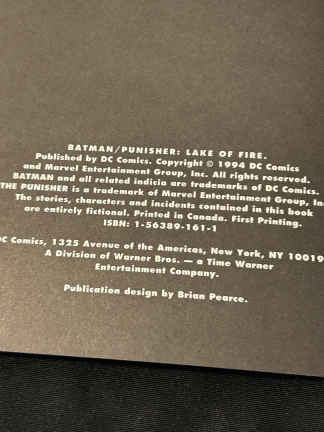 BATMAN/PUNISHER: LAKE OF FIRE.
Published by DC Comics. Copyright © 1994 DC Comics
and Marvel Entertainment Group, Inc. All rights reserved.
BATMAN and all related indicia are trademarks of DC Comics.
THE PUNISHER is a trademark of Marvel Entertainment Group, In
The stories, characters and incidents contained in this book
are entirely fictional. Printed in Canada. First Printing.
ISBN: 1-56389-161-1
DC Comics, 1325 Avenue of the Americas, New York, NY 10019
A Division of Warner Bros. — a Time Warner
Entertainment Company.
Publication design by Brian Pearce.